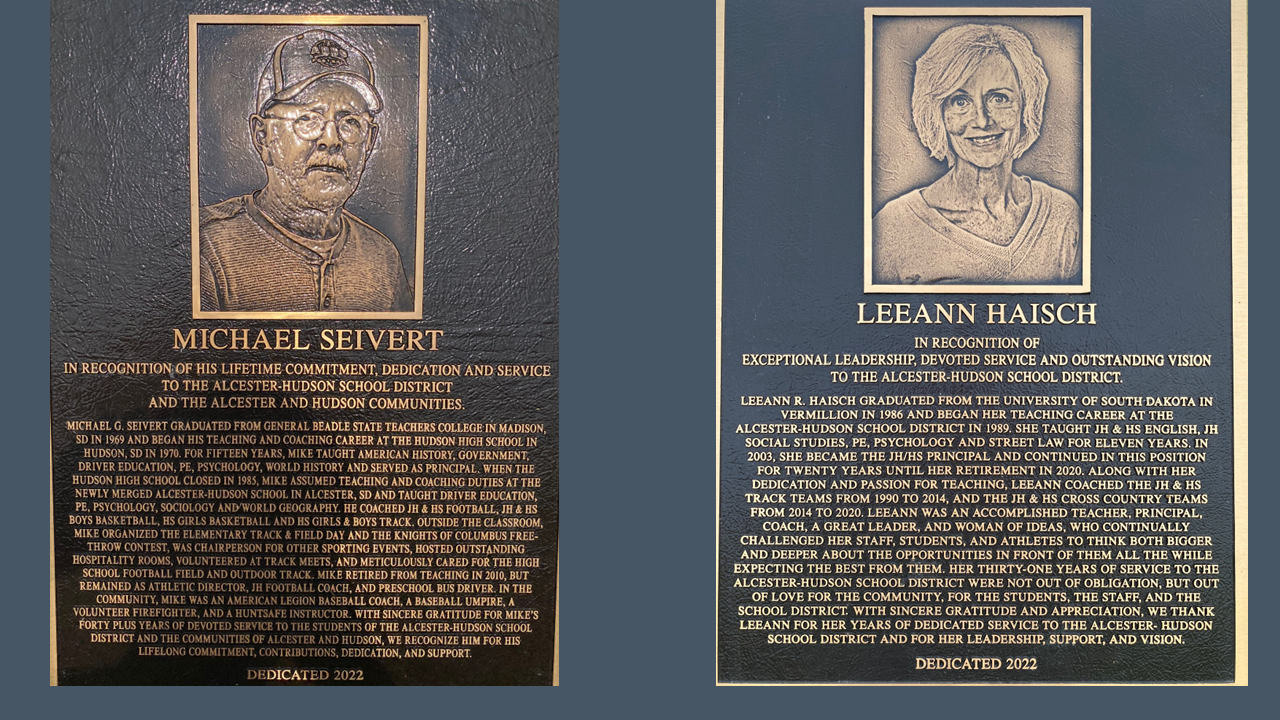 MICHAEL SEIVERT
IN RECOGNITION OF HIS LIFETIME COMMITMENT, DEDICATION AND SERVICE
TO THE ALCESTER-HUDSON SCHOOL DISTRICT
AND THE ALCESTER AND HUDSON COMMUNITIES.
MICHAEL G. SEIVERT GRADUATED FROM GENERAL BEADLE STATE TEACHERS COLLEGE IN MADISON,
SD IN 1969 AND BEGAN HIS TEACHING AND COACHING CAREER AT THE HUDSON HIGH SCHOOL IN
HUDSON, SD IN 1970. FOR FIFTEEN YEARS, MIKE TAUGHT AMERICAN HISTORY, GOVERNMENT,
DRIVER EDUCATION, PE, PSYCHOLOGY, WORLD HISTORY AND SERVED AS PRINCIPAL. WHEN THE
HUDSON HIGH SCHOOL CLOSED IN 1985, MIKE ASSUMED TEACHING AND COACHING DUTIES AT THE
NEWLY MERGED ALCESTER-HUDSON SCHOOL IN ALCESTER, SD AND TAUGHT DRIVER EDUCATION,
PE, PSYCHOLOGY, SOCIOLOGY AND WORLD GEOGRAPHY. HE COACHED JH & HS FOOTBALL, JH & HS
BOYS BASKETBALL, HS GIRLS BASKETBALL AND HS GIRLS & BOYS TRACK. OUTSIDE THE CLASSROOM,
MIKE ORGANIZED THE ELEMENTARY TRACK & FIELD DAY AND THE KNIGHTS OF COLUMBUS FREE-
THROW CONTEST, WAS CHAIRPERSON FOR OTHER SPORTING EVENTS, HOSTED OUTSTANDING
HOSPITALITY ROOMS, VOLUNTEERED AT TRACK MEETS, AND METICULOUSLY CARED FOR THE HIGH
SCHOOL FOOTBALL FIELD AND OUTDOOR TRACK. MIKE RETIRED FROM TEACHING IN 2010, BUT
REMAINED AS ATHLETIC DIRECTOR, JH FOOTBALL COACH, AND PRESCHOOL BUS DRIVER. IN THE
COMMUNITY, MIKE WAS AN AMERICAN LEGION BASEBALL COACH, A BASEBALL UMPIRE, A
VOLUNTEER FIREFIGHTER, AND A HUNTSAFE INSTRUCTOR. WITH SINCERE GRATITUDE FOR MIKE'S
FORTY PLUS YEARS OF DEVOTED SERVICE TO THE STUDENTS OF THE ALCESTER-HUDSON SCHOOL
DISTRICT AND THE COMMUNITIES OF ALCESTER AND HUDSON, WE RECOGNIZE HIM FOR HIS
LIFELONG COMMITMENT, CONTRIBUTIONS, DEDICATION, AND SUPPORT.
DEDICATED 2022
LEEANN HAISCH
IN RECOGNITION OF
EXCEPTIONAL LEADERSHIP, DEVOTED SERVICE AND OUTSTANDING VISION
TO THE ALCESTER-HUDSON SCHOOL DISTRICT.
LEEANN R. HAISCH GRADUATED FROM THE UNIVERSITY OF SOUTH DAKOTA IN
VERMILLION IN 1986 AND BEGAN HER TEACHING CAREER AT THE
ALCESTER-HUDSON SCHOOL DISTRICT IN 1989. SHE TAUGHT JH & HS ENGLISH, JH
SOCIAL STUDIES, PE, PSYCHOLOGY AND STREET LAW FOR ELEVEN YEARS. IN
2003, SHE BECAME THE JH/HS PRINCIPAL AND CONTINUED IN THIS POSITION
FOR TWENTY YEARS UNTIL HER RETIREMENT IN 2020. ALONG WITH HER
DEDICATION AND PASSION FOR TEACHING, LEEANN COACHED THE JH & HS
TRACK TEAMS FROM 1990 TO 2014, AND THE JH & HS CROSS COUNTRY TEAMS
FROM 2014 TO 2020. LEEANN WAS AN ACCOMPLISHED TEACHER, PRINCIPAL,
COACH, A GREAT LEADER, AND WOMAN OF IDEAS, WHO CONTINUALLY
CHALLENGED HER STAFF, STUDENTS, AND ATHLETES TO THINK BOTH BIGGER
AND DEEPER ABOUT THE OPPORTUNITIES IN FRONT OF THEM ALL THE WHILE
EXPECTING THE BEST FROM THEM. HER THIRTY-ONE YEARS OF SERVICE TO THE
ALCESTER-HUDSON SCHOOL DISTRICT WERE NOT OUT OF OBLIGATION, BUT OUT
OF LOVE FOR THE COMMUNITY, FOR THE STUDENTS, THE STAFF, AND THE
SCHOOL DISTRICT. WITH SINCERE GRATITUDE AND APPRECIATION, WE THANK
LEEANN FOR HER YEARS OF DEDICATED SERVICE TO THE ALCESTER- HUDSON
SCHOOL DISTRICT AND FOR HER LEADERSHIP, SUPPORT, AND VISION.
DEDICATED 2022